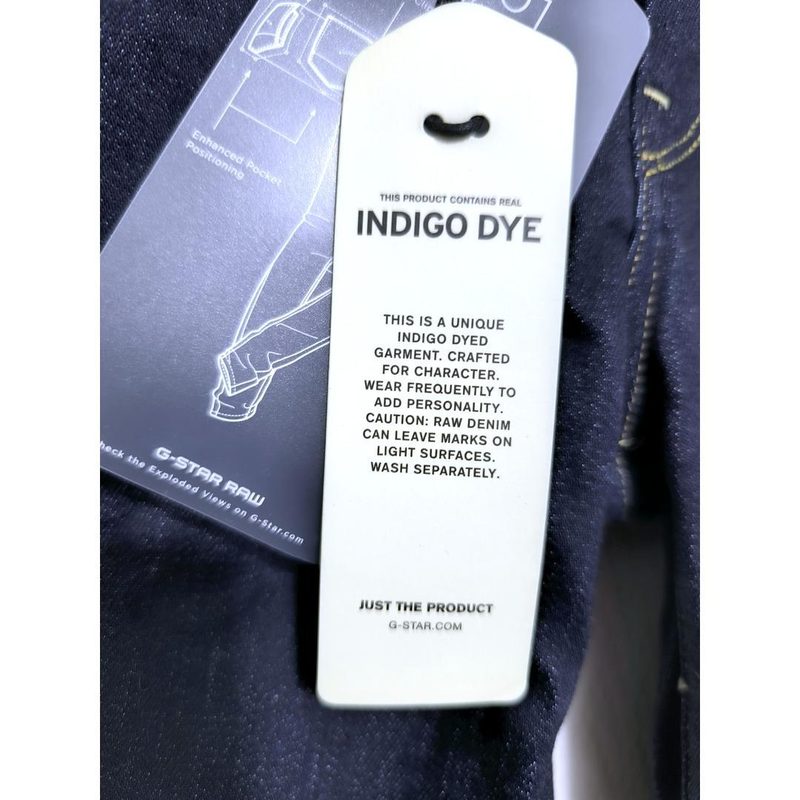 Enhanced Pocket
Positioning
G-STAR RAW
heck the Exploded Views on G-Star.com
THIS PRODUCT CONTAINS REAL
INDIGO DYE
THIS IS A UNIQUE
INDIGO DYED
GARMENT. CRAFTED
FOR CHARACTER.
WEAR FREQUENTLY TO
ADD PERSONALITY.
CAUTION: RAW DENIM
CAN LEAVE MARKS ON
LIGHT SURFACES.
WASH SEPARATELY.
JUST THE PRODUCT
G-STAR.COM